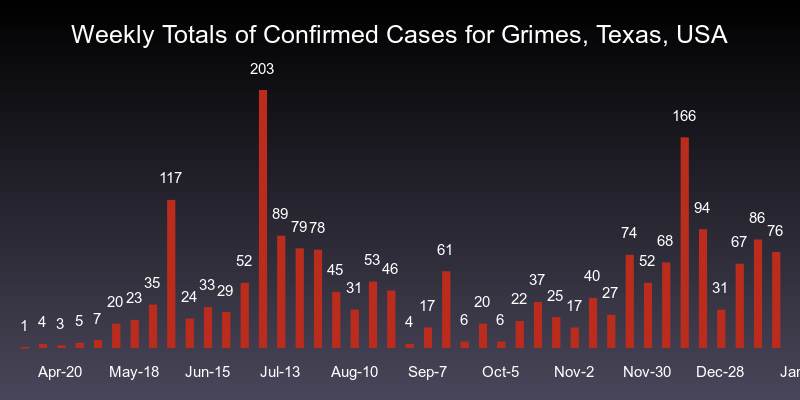 Weekly Totals of Confirmed Cases for Grimes, Texas, USA
1 4 3 5 7 20 23 35 117 24 33 29 52 203 89 79 78 45 31 53 46 4 17 61 6 20 6 22 37 25 17 40 27 74 52 68 166 94 31 67 86 76
Apr-20 May-18 Jun-15 Jul-13 Aug-10 Sep-7 Oct-5 Nov-2 Nov-30 Dec-28 Jan